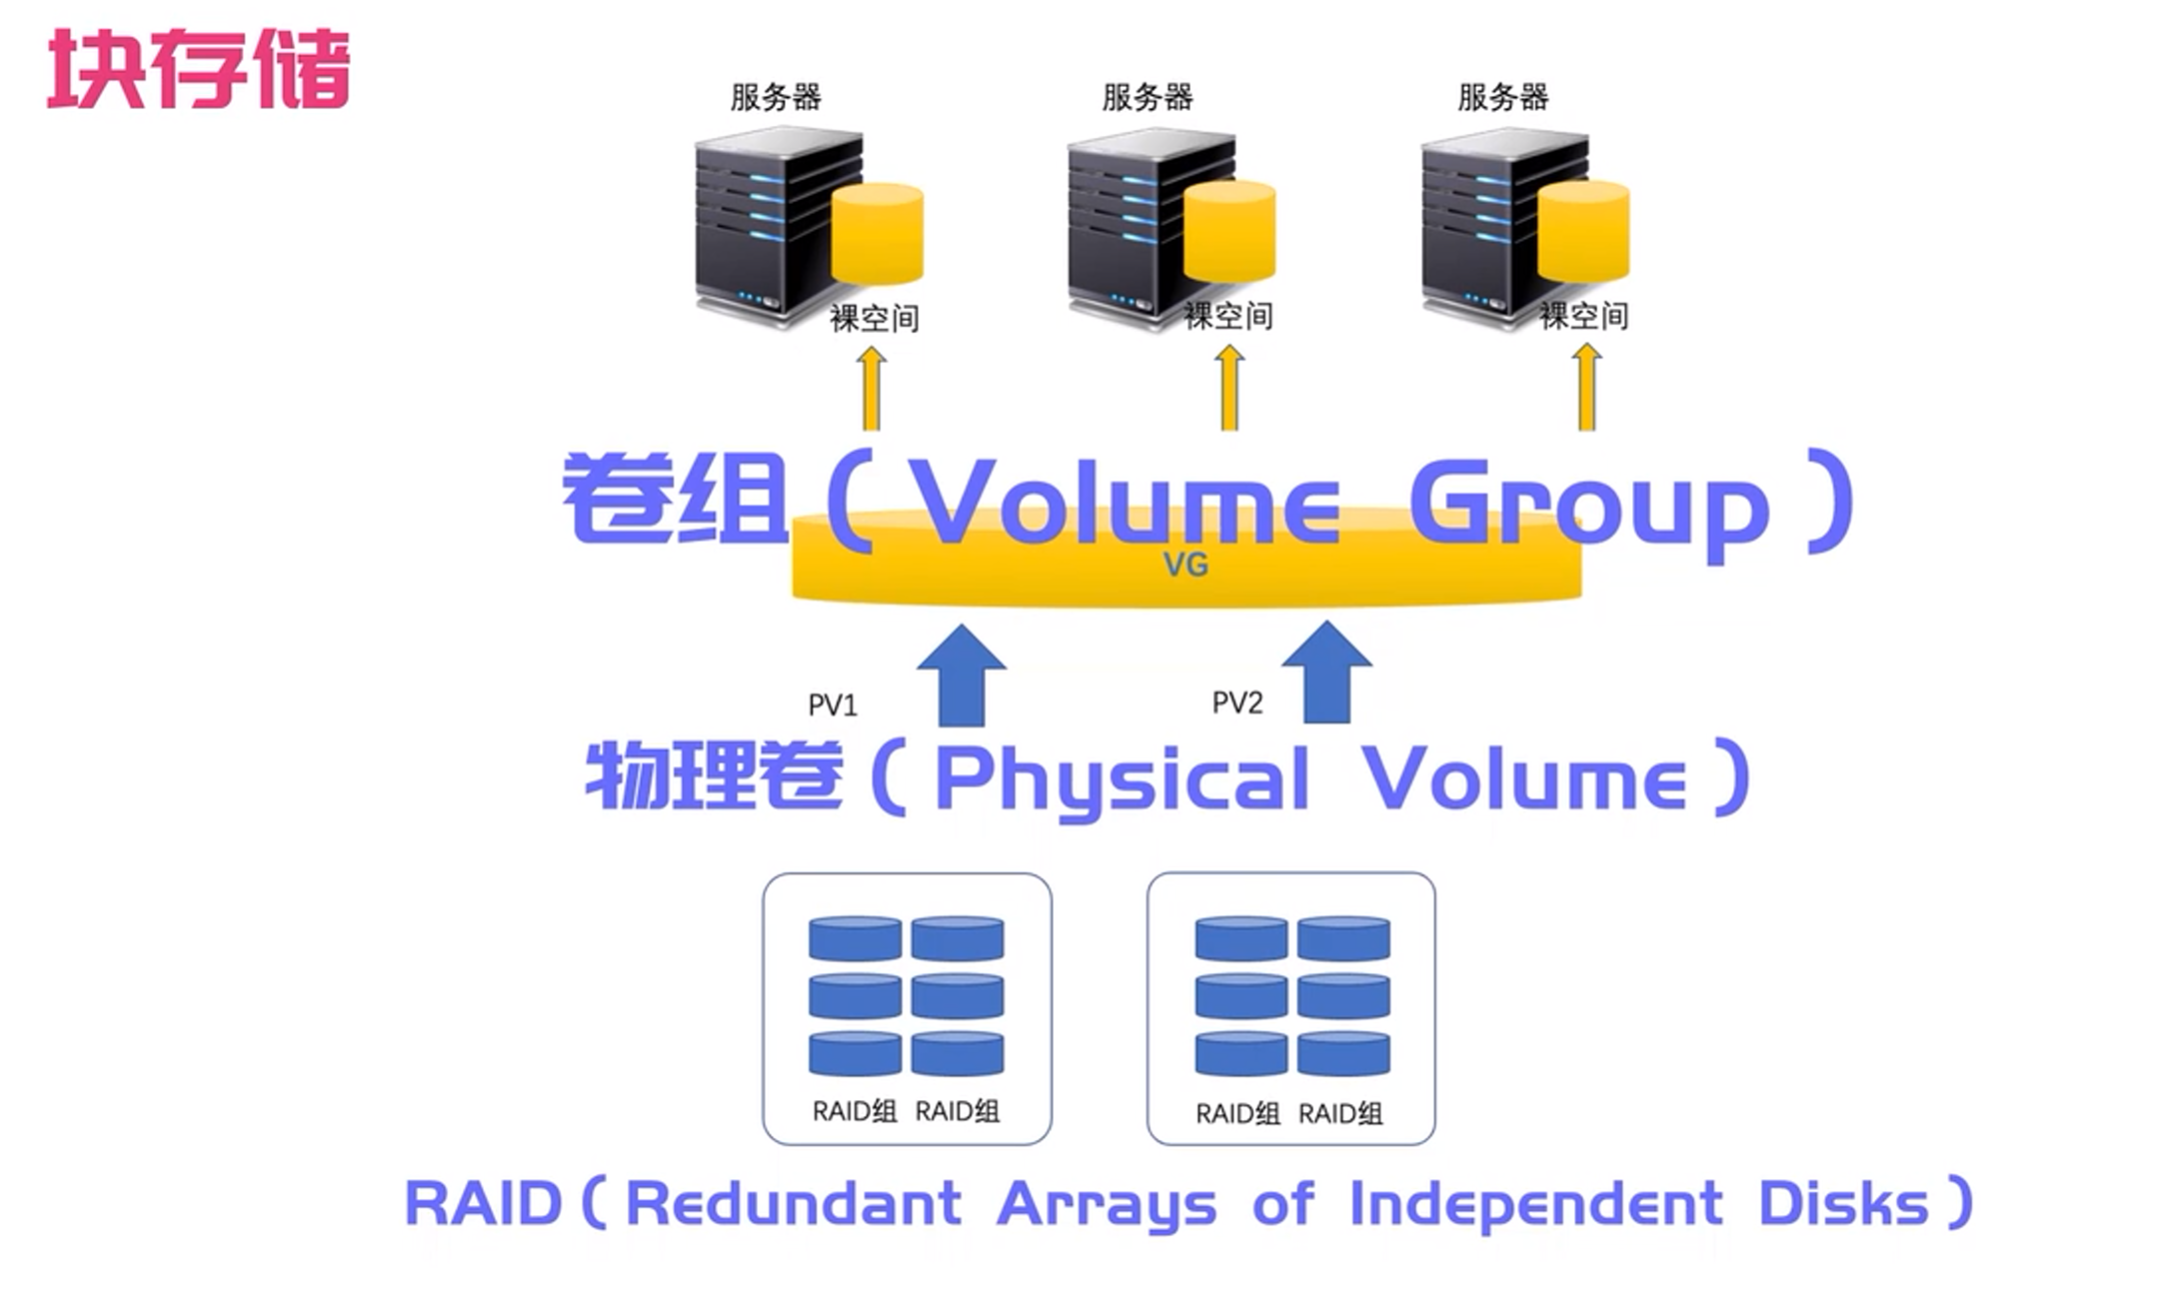 块存储
服务器 服务器 服务器
裸空间 裸空间 裸空间
卷组(Volume Group)
VG
PV1 PV2
物理卷(Physical Volume)
RAID组 RAID组 RAID组 RAID组
RAID(Redundant Arrays of Independent Disks)